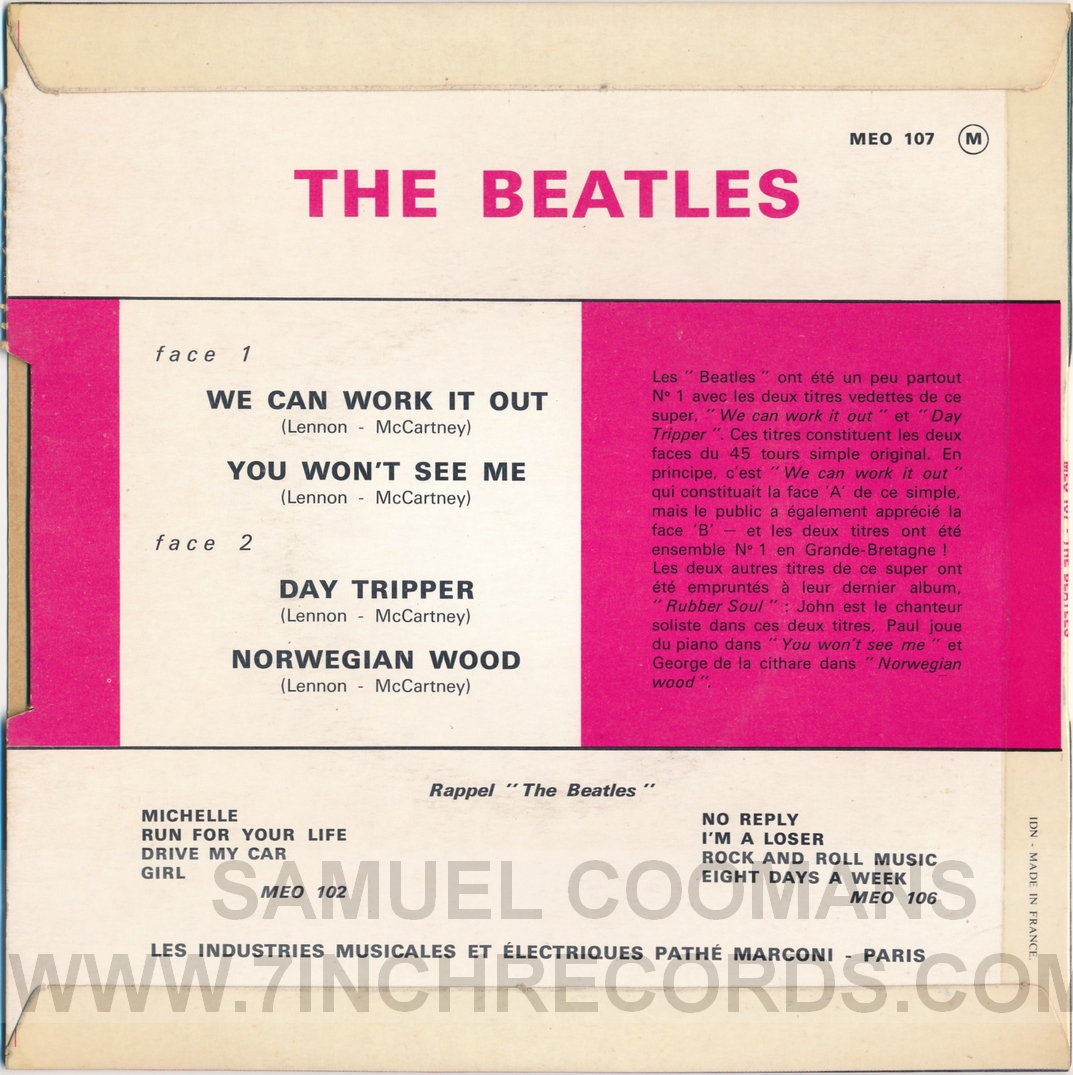 MEO 107 Ⓜ
THE BEATLES
face 1
WE CAN WORK IT OUT
(Lennon - McCartney)
YOU WON'T SEE ME
(Lennon - McCartney)
face 2
DAY TRIPPER
(Lennon - McCartney)
NORWEGIAN WOOD
(Lennon - McCartney)
Les " Beatles " ont été un peu partout
Nº 1 avec les deux titres vedettes de ce
super, " We can work it out " et " Day
Tripper ". Ces titres constituent les deux
faces du 45 tours simple original. En
principe, c'est " We can work it out "
qui constituait la face 'A' de ce simple,
mais le public a également apprécié la
face 'B' — et les deux titres ont été
ensemble Nº 1 en Grande-Bretagne !
Les deux autres titres de ce super ont
été empruntés à leur dernier album,
" Rubber Soul " : John est le chanteur
soliste dans ces deux titres, Paul joue
du piano dans " You won't see me " et
George de la cithare dans " Norwegian
wood ".
MEO 107 - THE BEATLES
Rappel " The Beatles "
MICHELLE
RUN FOR YOUR LIFE
DRIVE MY CAR
GIRL
MEO 102
NO REPLY
I'M A LOSER
ROCK AND ROLL MUSIC
EIGHT DAYS A WEEK
MEO 106
IDN - MADE IN FRANCE
LES INDUSTRIES MUSICALES ET ÉLECTRIQUES PATHÉ MARCONI - PARIS
SAMUEL COOMANS
WWW.7INCHRECORDS.COM